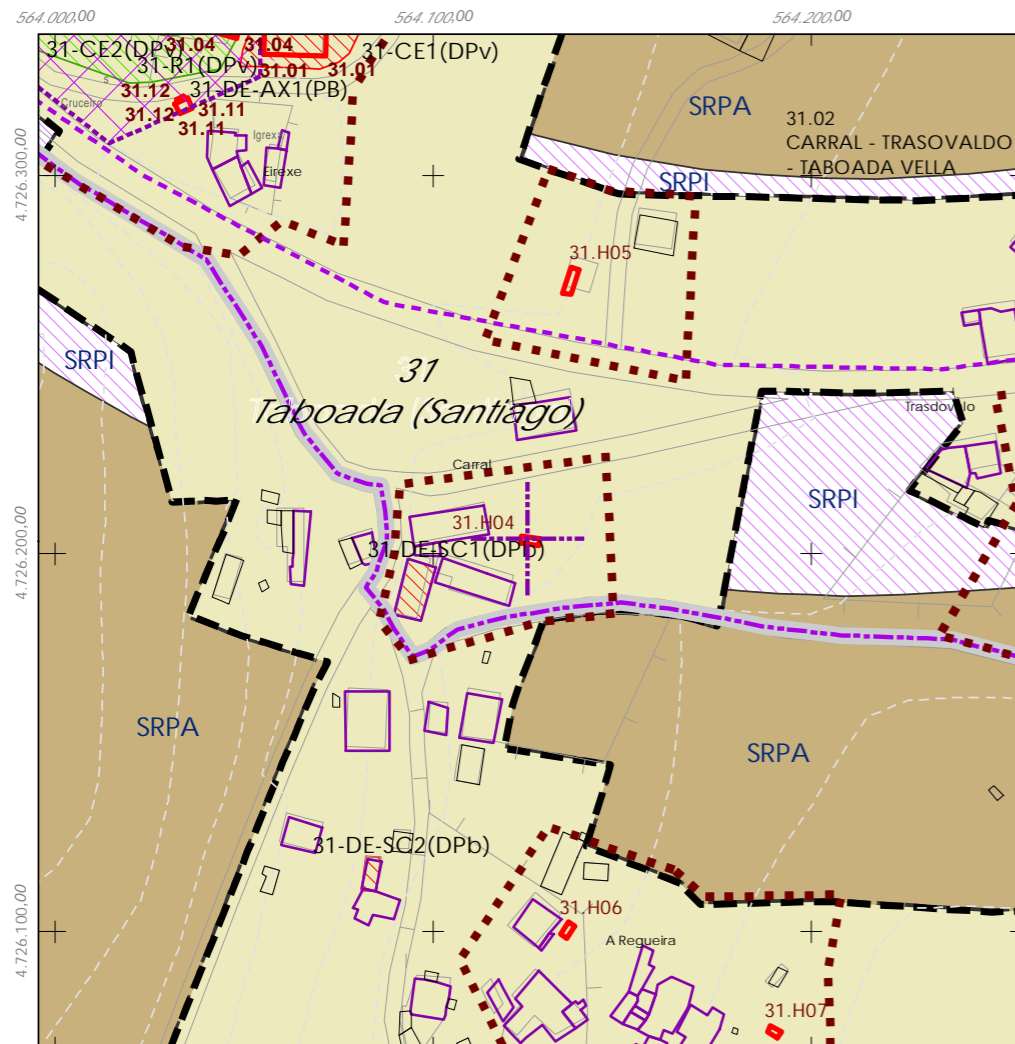 564.000,00
564.100,00
564.200,00
31-CE2(DPv)
31.04
31.04
31-CE1(DPv)
31-R1(DPv)
31.01
31.01
31.12
31-DE-AX1(PB)
Cruceiro
31.12
31.11
31.11
Igrexa
Eirexe
SRPA
31.02
CARRAL - TRASOVALDO
- TABOADA VELLA
SRPI
4.726.300,00
31.H05
SRPI
31
Taboada (Santiago)
Trasdovelo
Carral
SRPI
31.H04
31-DE-SC1(DPb)
4.726.200,00
SRPA
SRPA
31-DE-SC2(DPb)
31.H06
A Regueira
4.726.100,00
31.H07